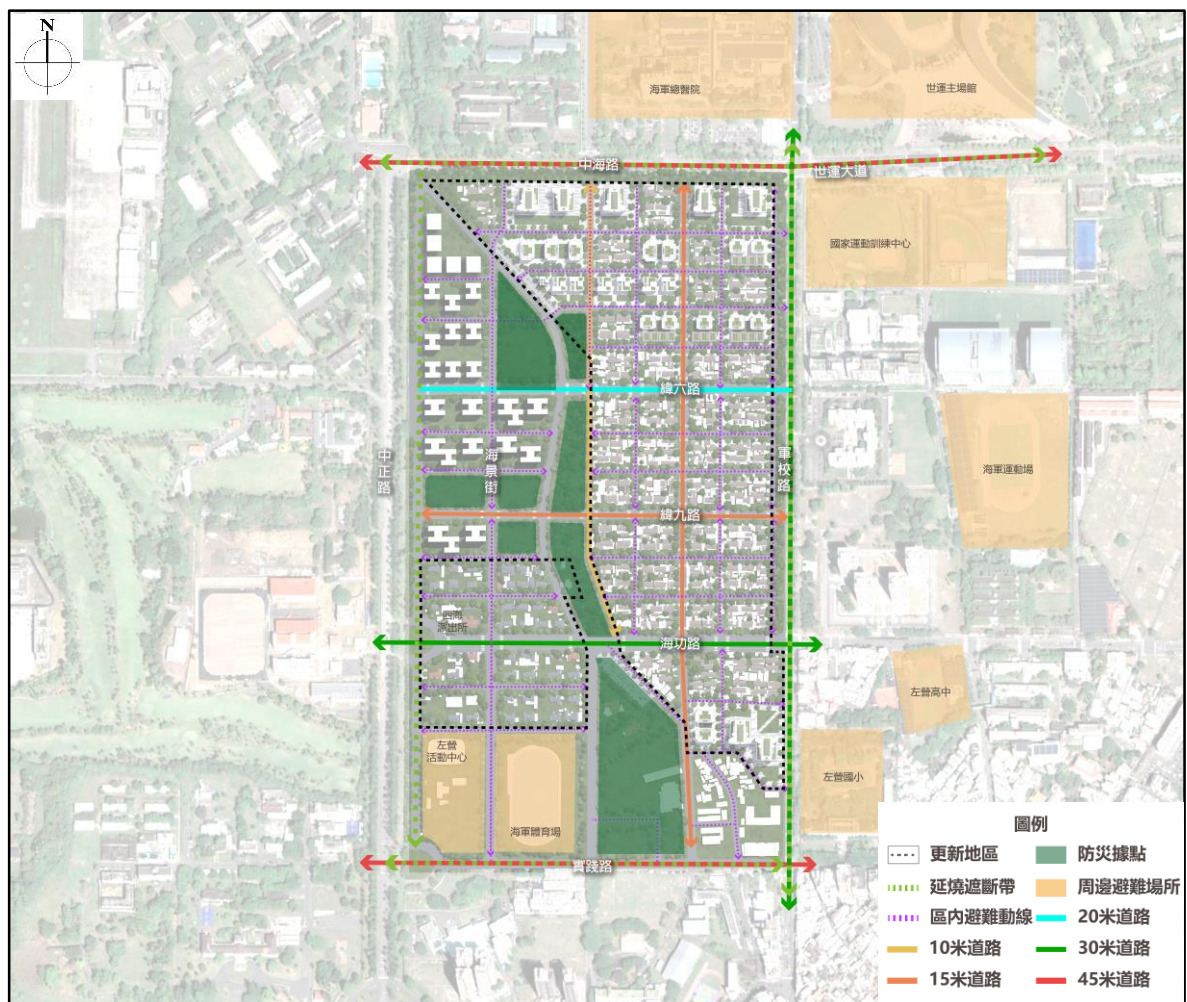 N
海軍總醫院
世運主場館
中海路
世運大道
國家運動訓練中心
緯六路
海軍運動場
中正路
海景街
軍校路
緯九路
西海
派出所
海功路
左營高中
左營
活動中心
左營國小
海軍體育場
實踐路
圖例
更新地區
防災據點
延燒遮斷帶
周邊避難場所
區內避難動線
20米道路
10米道路
30米道路
15米道路
45米道路